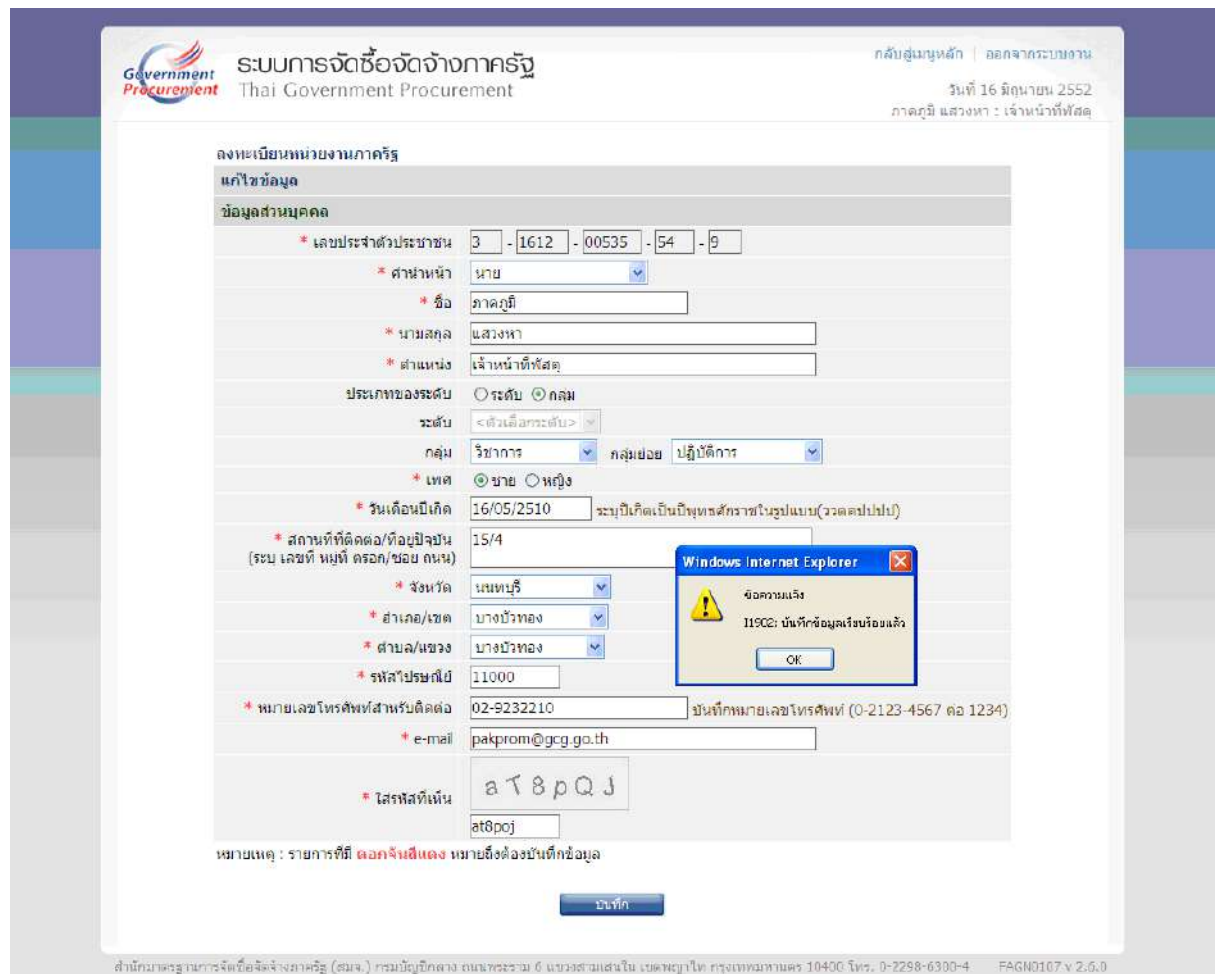 Government
Procurement
ระบบการจัดซื้อจัดจ้างภาครัฐ
Thai Government Procurement
กลับสู่เมนูหลัก | ออกจากระบบงาน
วันที่ 16 มิถุนายน 2552
ภาคภูมิ แสวงหา : เจ้าหน้าที่พัสดุ
ลงทะเบียนหน่วยงานภาครัฐ
แก้ไขข้อมูล
ข้อมูลส่วนบุคคล
* เลขประจำตัวประชาชน 3 - 1612 - 00535 - 54 - 9
* คำนำหน้า นาย
* ชื่อ ภาคภูมิ
* นามสกุล แสวงหา
* ตำแหน่ง เจ้าหน้าที่พัสดุ
ประเภทของระดับ ระดับ กลุ่ม
ระดับ <ตัวเลือกระดับ>
กลุ่ม วิชาการ กลุ่มย่อย ปฏิบัติการ
* เพศ ชาย หญิง
* วันเดือนปีเกิด 16/05/2510 ระบุปีเกิดเป็นปีพุทธศักราชในรูปแบบ(ววดดปปปป)
* สถานที่ที่ติดต่อ/ที่อยู่ปัจุบัน 15/4
(ระบุ เลขที่ หมู่ที่ ตรอก/ซอย ถนน)
* จังหวัด นนทบุรี
* อำเภอ/เขต บางบัวทอง
* ตำบล/แขวง บางบัวทอง
* รหัสไปรษณีย์ 11000
* หมายเลขโทรศัพท์สำหรับติดต่อ 02-9232210 บันทึกหมายเลขโทรศัพท์ (0-2123-4567 ต่อ 1234)
* e-mail pakprom@gcg.go.th
* ใส่รหัสที่เห็น aT8pQJ
at8poj
Windows Internet Explorer
ข้อความแจ้ง
I1902: บันทึกข้อมูลเรียบร้อยแล้ว
OK
หมายเหตุ : รายการที่มี ดอกจันสีแดง หมายถึงต้องบันทึกข้อมูล
บันทึก
สำนักมาตรฐานการจัดซื้อจัดจ้างภาครัฐ (สมจ.) กรมบัญชีกลาง ถนนพระราม 6 แขวงสามเสนใน เขตพญาไท กรุงเทพมหานคร 10400 โทร. 0-2298-6300-4 FAGN0107 v 2.6.0